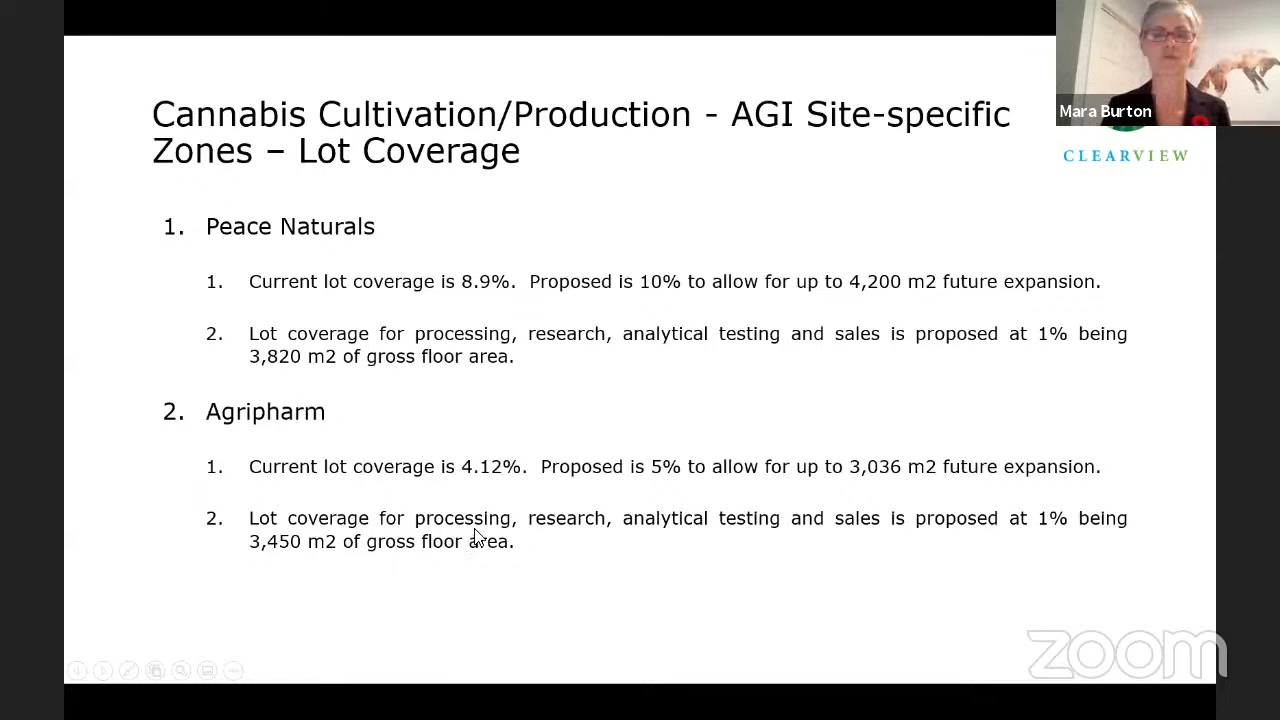 Cannabis Cultivation/Production - AGI Site-specific
Zones – Lot Coverage
Mara Burton
CLEARVIEW
1. Peace Naturals
1. Current lot coverage is 8.9%. Proposed is 10% to allow for up to 4,200 m2 future expansion.
2. Lot coverage for processing, research, analytical testing and sales is proposed at 1% being
3,820 m2 of gross floor area.
2. Agripharm
1. Current lot coverage is 4.12%. Proposed is 5% to allow for up to 3,036 m2 future expansion.
2. Lot coverage for processing, research, analytical testing and sales is proposed at 1% being
3,450 m2 of gross floor area.
zoom